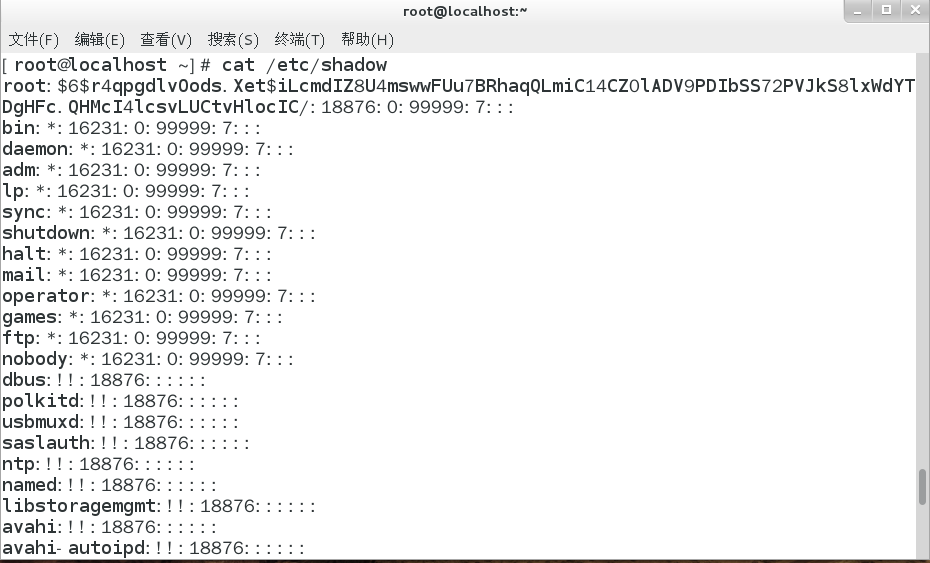 root@localhost:~
文件(F) 编辑(E) 查看(V) 搜索(S) 终端(T) 帮助(H)
[root@localhost ~]# cat /etc/shadow
root:$6$r4qpgdlvOods.Xet$iLcmdIZ8U4mswwFUu7BRhaqQLmiC14CZOlADV9PDIbSS72PVJkS8lxWdYT
DgHFc.QHMcI4lcsvLUCtvHlocIC/:18876:0:99999:7:::
bin:*:16231:0:99999:7:::
daemon:*:16231:0:99999:7:::
adm:*:16231:0:99999:7:::
lp:*:16231:0:99999:7:::
sync:*:16231:0:99999:7:::
shutdown:*:16231:0:99999:7:::
halt:*:16231:0:99999:7:::
mail:*:16231:0:99999:7:::
operator:*:16231:0:99999:7:::
games:*:16231:0:99999:7:::
ftp:*:16231:0:99999:7:::
nobody:*:16231:0:99999:7:::
dbus:!!:18876::::::
polkitd:!!:18876::::::
usbmuxd:!!:18876::::::
saslauth:!!:18876::::::
ntp:!!:18876::::::
named:!!:18876::::::
libstoragemgmt:!!:18876::::::
avahi:!!:18876::::::
avahi-autoipd:!!:18876::::::